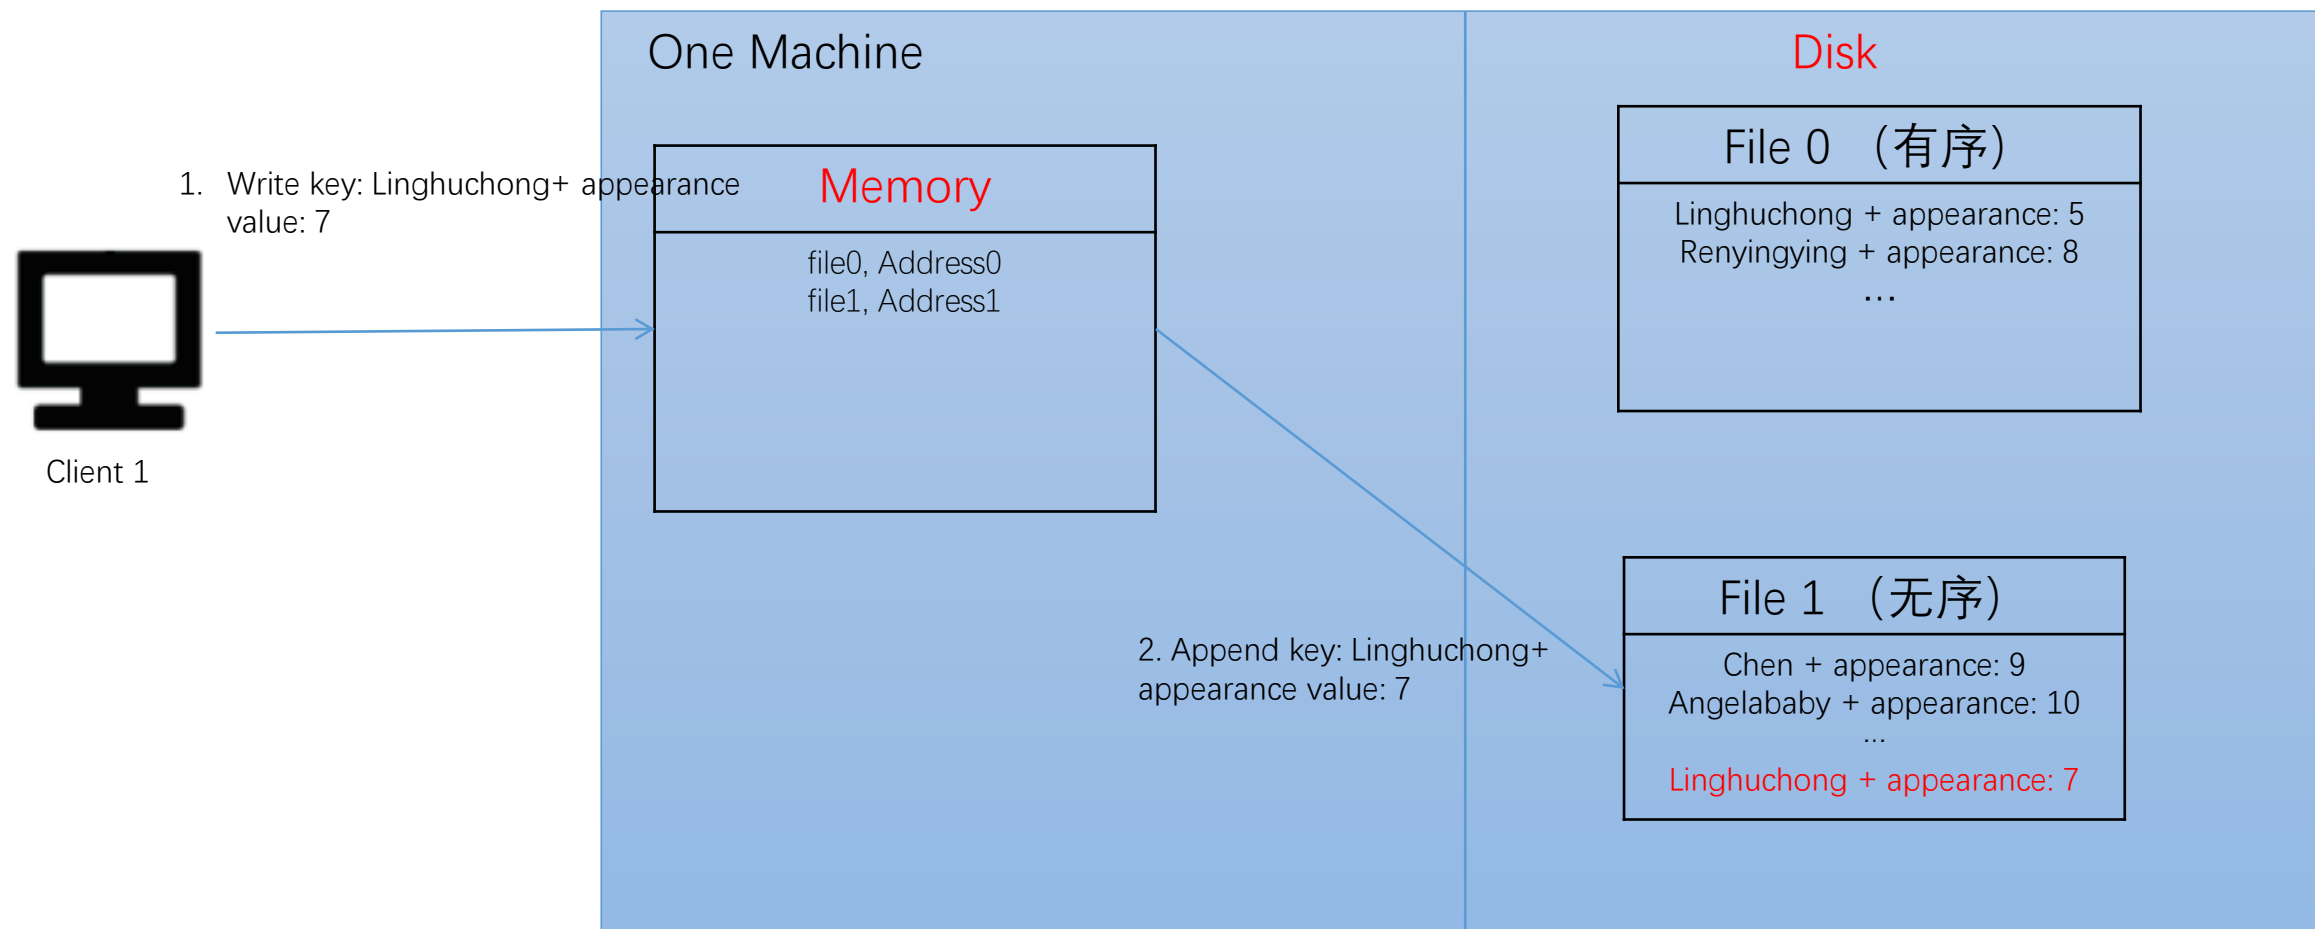 One Machine
Disk
1. Write key: Linghuchong+ appearance
value: 7
Client 1
Memory
file0, Address0
file1, Address1
File 0 （有序）
Linghuchong + appearance: 5
Renyingying + appearance: 8
...
2. Append key: Linghuchong+
appearance value: 7
File 1 （无序）
Chen + appearance: 9
Angelababy + appearance: 10
...
Linghuchong + appearance: 7